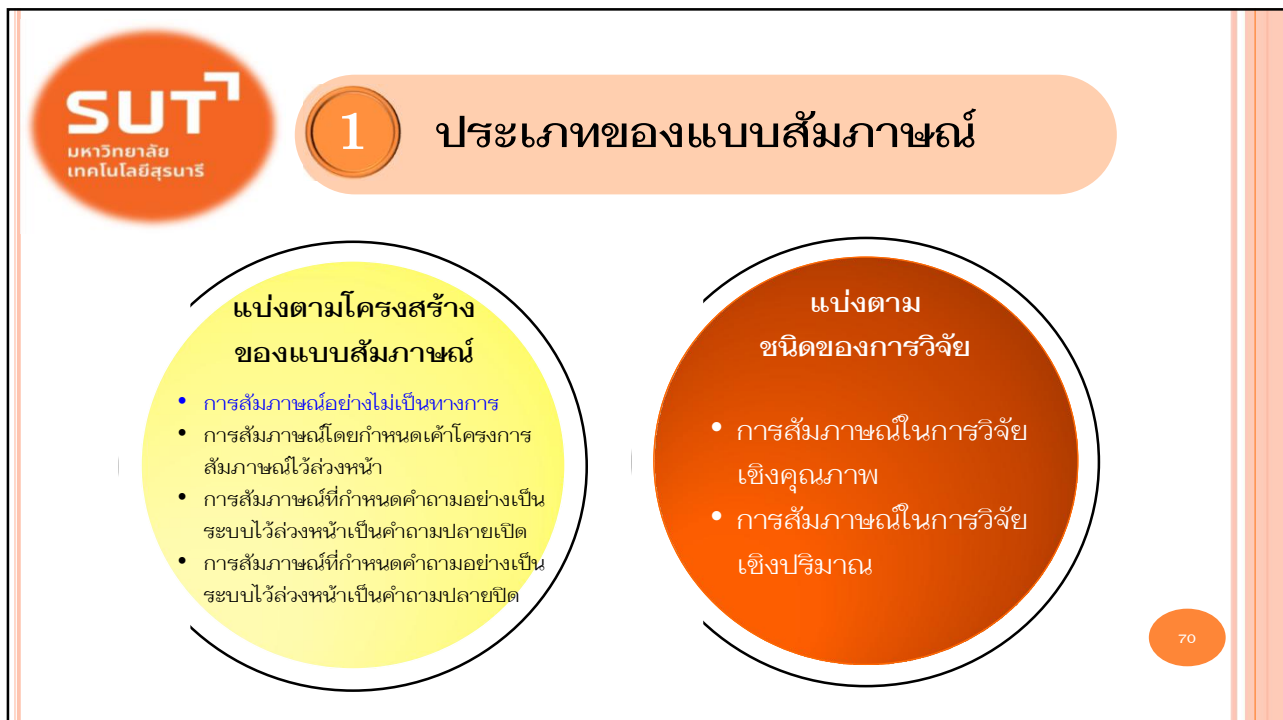 SUT
มหาวิทยาลัย
เทคโนโลยีสุรนารี
1 ประเภทของแบบสัมภาษณ์
แบ่งตามโครงสร้าง
ของแบบสัมภาษณ์
• การสัมภาษณ์อย่างไม่เป็นทางการ
• การสัมภาษณ์โดยกำหนดเค้าโครงการ
สัมภาษณ์ไว้ล่วงหน้า
• การสัมภาษณ์ที่กำหนดคำถามอย่างเป็น
ระบบไว้ล่วงหน้าเป็นคำถามปลายเปิด
• การสัมภาษณ์ที่กำหนดคำถามอย่างเป็น
ระบบไว้ล่วงหน้าเป็นคำถามปลายปิด
แบ่งตาม
ชนิดของการวิจัย
• การสัมภาษณ์ในการวิจัย
เชิงคุณภาพ
• การสัมภาษณ์ในการวิจัย
เชิงปริมาณ
70